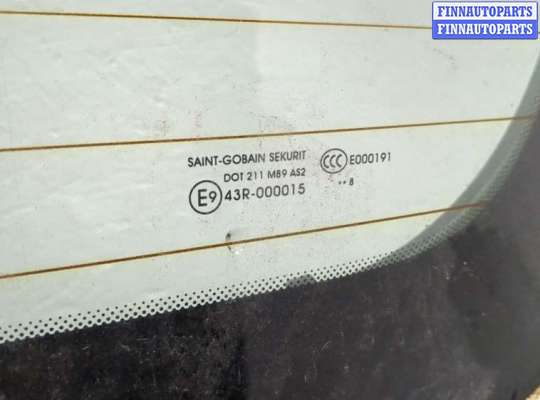 FINNAUTOPARTS
FINNAUTOPARTS
SAINT-GOBAIN SEKURIT
DOT 211 M89 AS2
E9 43R-000015
CCC E000191
•• 8